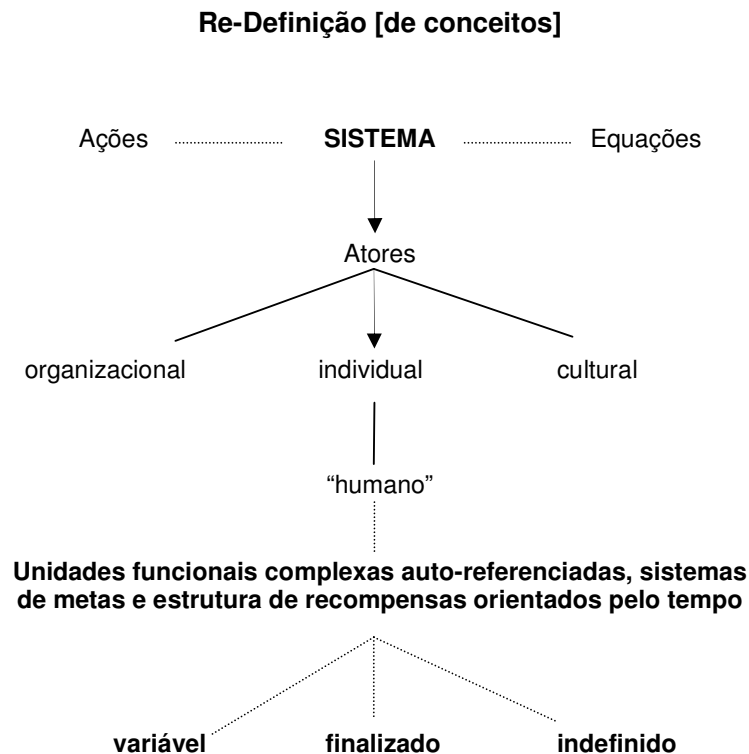 Re-Definição [de conceitos]
Ações SISTEMA Equações
Atores
organizacional individual cultural
“humano”
Unidades funcionais complexas auto-referenciadas, sistemas
de metas e estrutura de recompensas orientados pelo tempo
variável finalizado indefinido